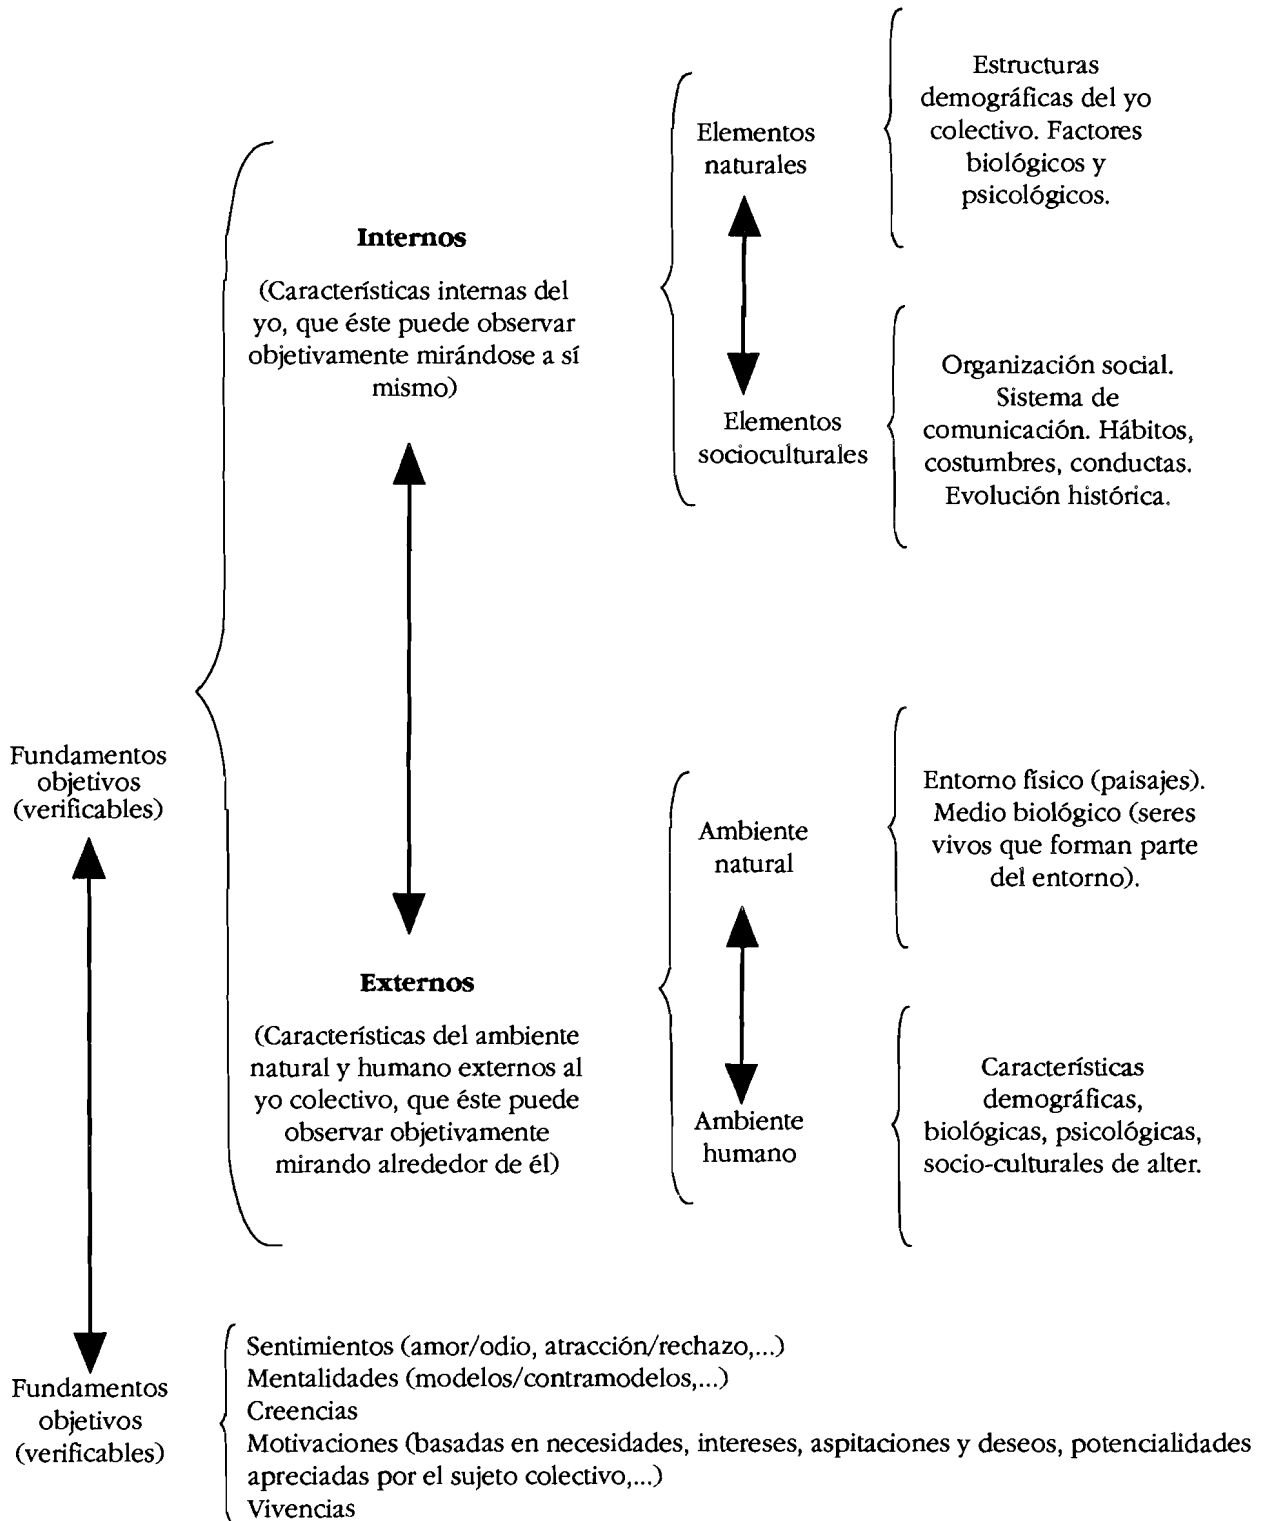 Fundamentos
objetivos
(verificables)
Internos
(Características internas del
yo, que éste puede observar
objetivamente mirándose a sí
mismo)
Elementos
naturales
Estructuras
demográficas del yo
colectivo. Factores
biológicos y
psicológicos.
Elementos
socioculturales
Organización social.
Sistema de
comunicación. Hábitos,
costumbres, conductas.
Evolución histórica.
Externos
(Características del ambiente
natural y humano externos al
yo colectivo, que éste puede
observar objetivamente
mirando alrededor de él)
Ambiente
natural
Entorno físico (paisajes).
Medio biológico (seres
vivos que forman parte
del entorno).
Ambiente
humano
Características
demográficas,
biológicas, psicológicas,
socio-culturales de alter.
Fundamentos
objetivos
(verificables)
Sentimientos (amor/odio, atracción/rechazo,...)
Mentalidades (modelos/contramodelos,...)
Creencias
Motivaciones (basadas en necesidades, intereses, aspitaciones y deseos, potencialidades
apreciadas por el sujeto colectivo,...)
Vivencias